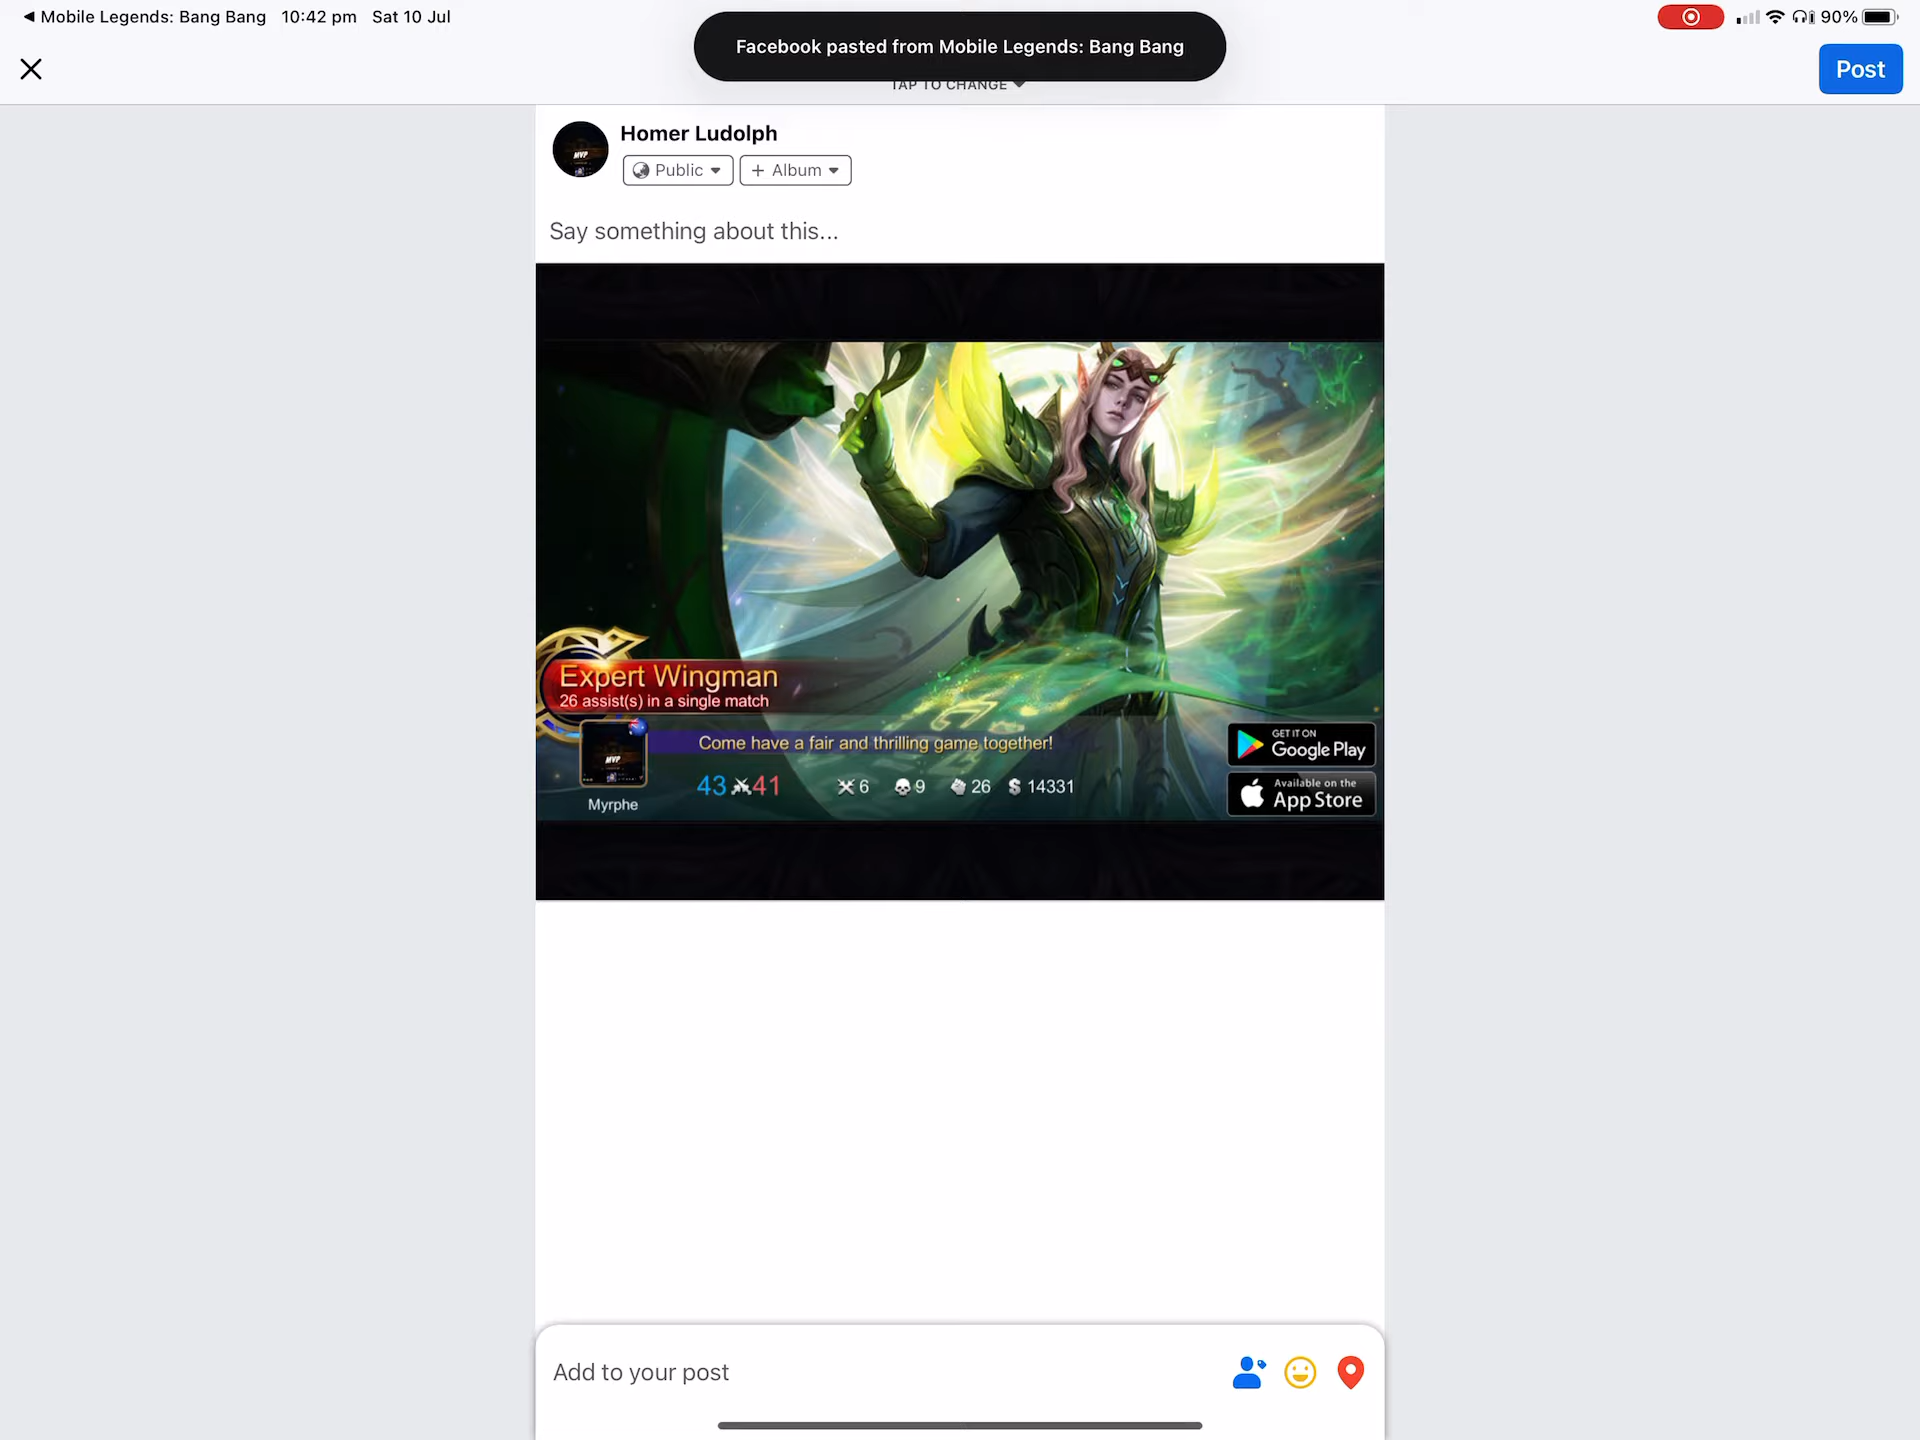 Mobile Legends: Bang Bang 10:42 pm Sat 10 Jul
90%
Facebook pasted from Mobile Legends: Bang Bang
TAP TO CHANGE
Post
Homer Ludolph
Public
+ Album
Say something about this...
Expert Wingman
26 assist(s) in a single match
Come have a fair and thrilling game together!
MVP
43 41 6 9 26 $ 14331
Myrphe
GET IT ON
Google Play
Available on the
App Store
Add to your post